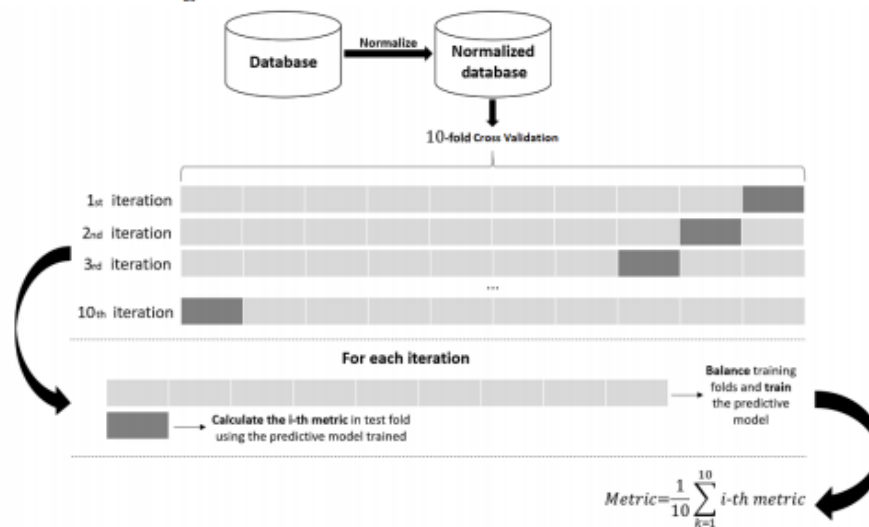 Database
Normalize
Normalized
database
10-fold Cross Validation
1st iteration
2nd iteration
3rd iteration
...
10th iteration
For each iteration
Balance training
folds and train
the predictive
model
Calculate the i-th metric in test fold
using the predictive model trained
Metric=1/10 ∑_{k=1}^{10} i-th metric